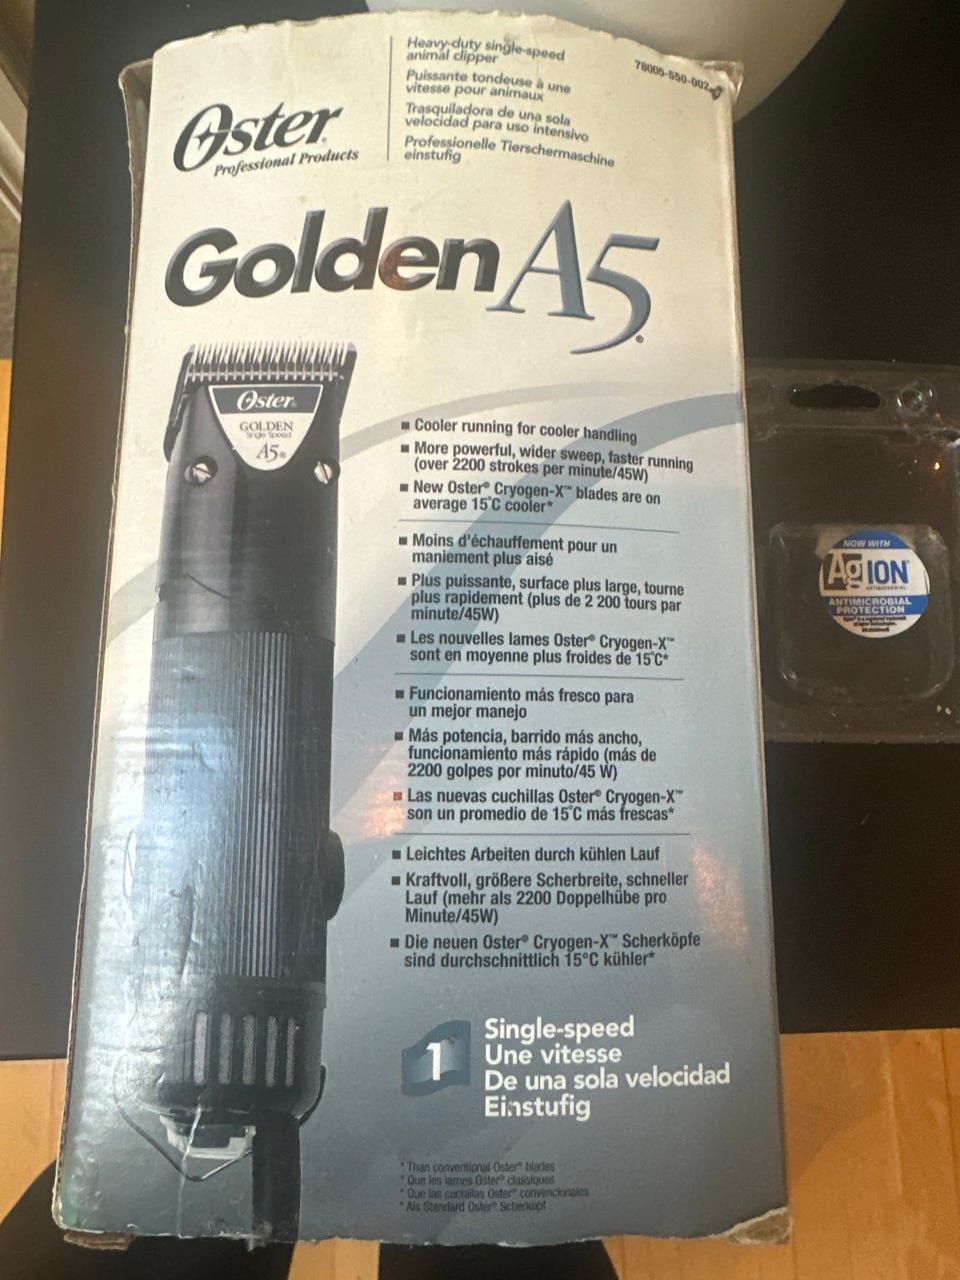 Oster®
Professional Products
Heavy-duty single-speed
animal clipper
Puissante tondeuse à une
vitesse pour animaux
Trasquiladora de una sola
velocidad para uso intensivo
Professionelle Tierschermaschine
einstufig
78005-550-002
Golden A5®
Oster®
GOLDEN
Single Speed
A5®
■ Cooler running for cooler handling
■ More powerful, wider sweep, faster running
(over 2200 strokes per minute/45W)
■ New Oster® Cryogen-X™ blades are on
average 15°C cooler*
■ Moins d'échauffement pour un
maniement plus aisé
■ Plus puissante, surface plus large, tourne
plus rapidement (plus de 2 200 tours par
minute/45W)
■ Les nouvelles lames Oster® Cryogen-X™
sont en moyenne plus froides de 15°C*
■ Funcionamiento más fresco para
un mejor manejo
■ Más potencia, barrido más ancho,
funcionamiento más rápido (más de
2200 golpes por minuto/45 W)
■ Las nuevas cuchillas Oster® Cryogen-X™
son un promedio de 15°C más frescas*
■ Leichtes Arbeiten durch kühlen Lauf
■ Kraftvoll, größere Scherbreite, schneller
Lauf (mehr als 2200 Doppelhübe pro
Minute/45W)
■ Die neuen Oster® Cryogen-X™ Scherköpfe
sind durchschnittlich 15°C kühler*
1
Single-speed
Une vitesse
De una sola velocidad
Einstufig
* Than conventional Oster® blades
* Que les lames Oster® classiques
* Que las cuchillas Oster® convencionales
* Als Standard Oster® Scherkopf
NOW WITH
AgION®
ANTIMICROBIAL
ANTIMICROBIAL
PROTECTION